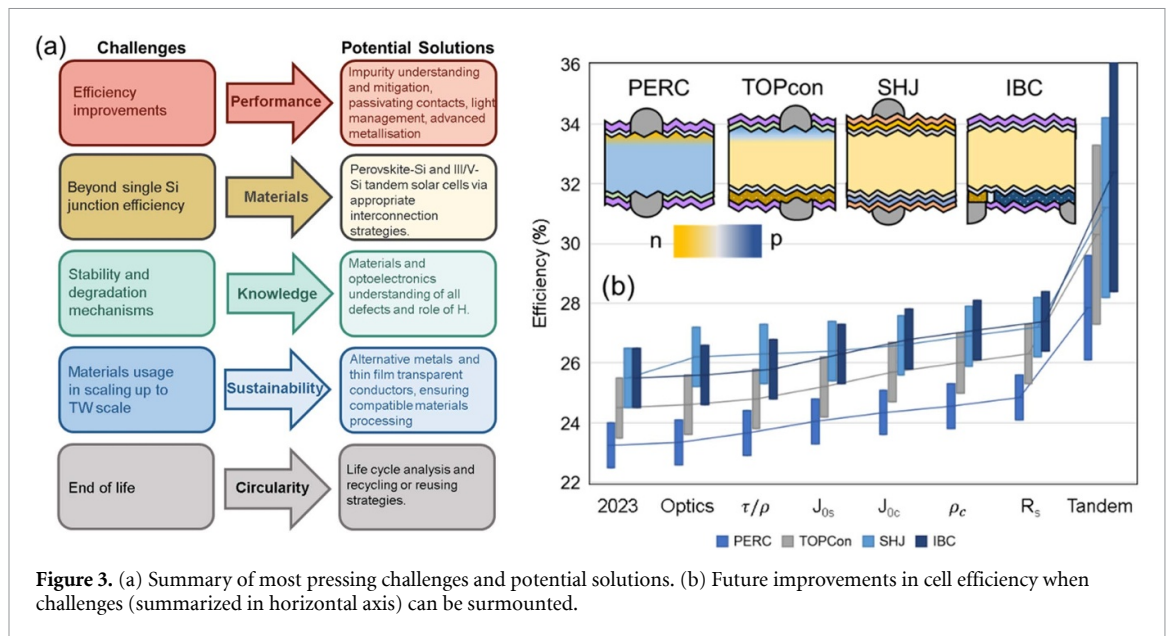 (a)
Challenges
Potential Solutions
Efficiency
improvements
Performance
Impurity understanding
and mitigation,
passivating contacts, light
management, advanced
metallisation
Beyond single Si
junction efficiency
Materials
Perovskite-Si and III/V-
Si tandem solar cells via
appropriate
interconnection
strategies.
Stability and
degradation
mechanisms
Knowledge
Materials and
optoelectronics
understanding of all
defects and role of H.
Materials usage
in scaling up to
TW scale
Sustainability
Alternative metals and
thin film transparent
conductors, ensuring
compatible materials
processing
End of life
Circularity
Life cycle analysis and
recycling or reusing
strategies.
Efficiency (%)
36
34
32
30
28
26
24
22
PERC TOPcon SHJ IBC
n p
(b)
2023 Optics τ/ρ J₀ₛ J₀c ρc Rₛ Tandem
PERC TOPCon SHJ IBC
Figure 3. (a) Summary of most pressing challenges and potential solutions. (b) Future improvements in cell efficiency when
challenges (summarized in horizontal axis) can be surmounted.